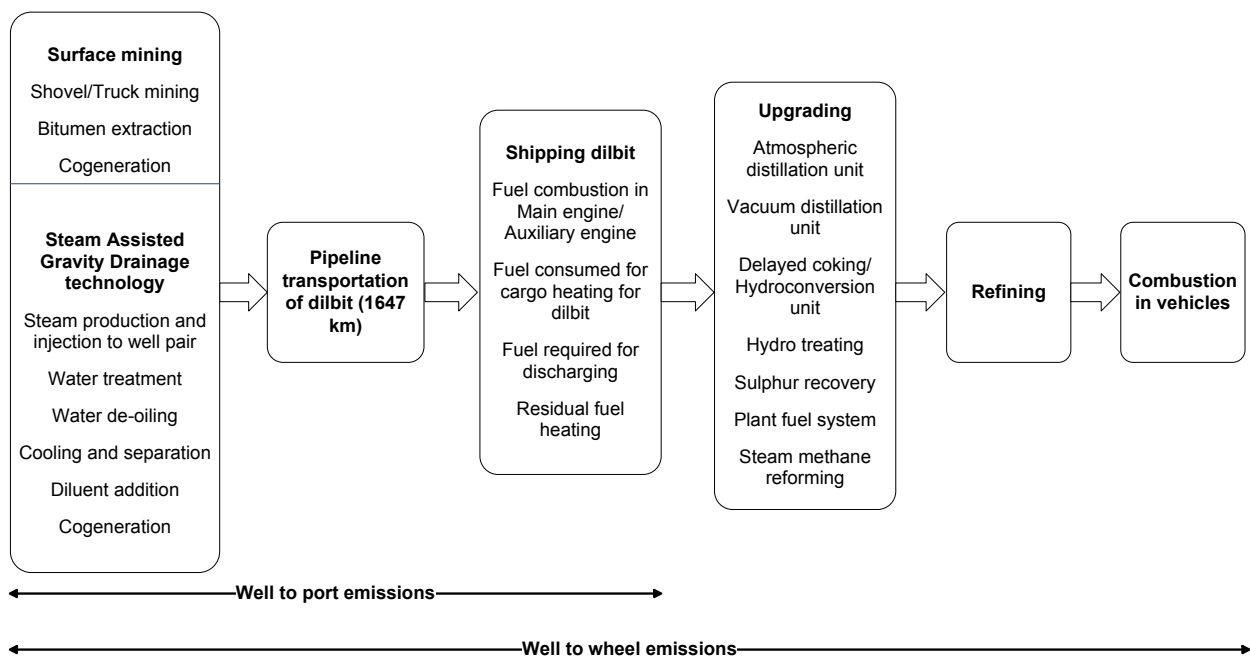 Surface mining
Shovel/Truck mining
Bitumen extraction
Cogeneration
Steam Assisted
Gravity Drainage
technology
Steam production and
injection to well pair
Water treatment
Water de-oiling
Cooling and separation
Diluent addition
Cogeneration
Pipeline
transportation
of dilbit (1647
km)
Shipping dilbit
Fuel combustion in
Main engine/
Auxiliary engine
Fuel consumed for
cargo heating for
dilbit
Fuel required for
discharging
Residual fuel
heating
Upgrading
Atmospheric
distillation unit
Vacuum distillation
unit
Delayed coking/
Hydroconversion
unit
Hydro treating
Sulphur recovery
Plant fuel system
Steam methane
reforming
Refining
Combustion
in vehicles
Well to port emissions
Well to wheel emissions